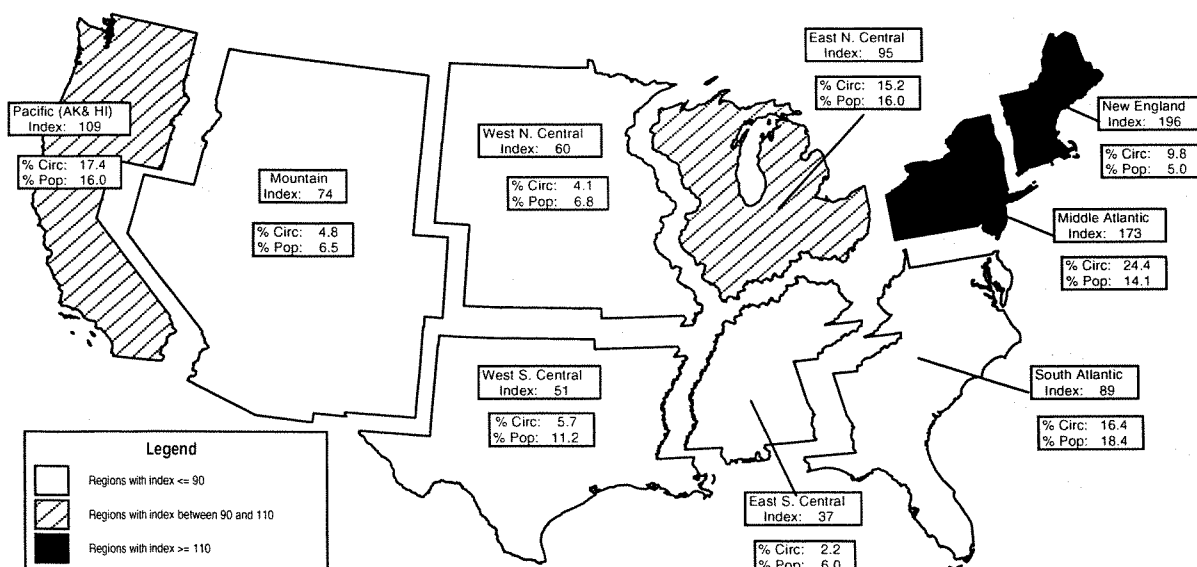 East N. Central
Index: 95
% Circ: 15.2
% Pop: 16.0
Pacific (AK& HI)
Index: 109
% Circ: 17.4
% Pop: 16.0
Mountain
Index: 74
% Circ: 4.8
% Pop: 6.5
West N. Central
Index: 60
% Circ: 4.1
% Pop: 6.8
New England
Index: 196
% Circ: 9.8
% Pop: 5.0
Middle Atlantic
Index: 173
% Circ: 24.4
% Pop: 14.1
West S. Central
Index: 51
% Circ: 5.7
% Pop: 11.2
South Atlantic
Index: 89
% Circ: 16.4
% Pop: 18.4
East S. Central
Index: 37
% Circ: 2.2
% Pop: 6.0
Legend
Regions with index <= 90
Regions with index between 90 and 110
Regions with index >= 110